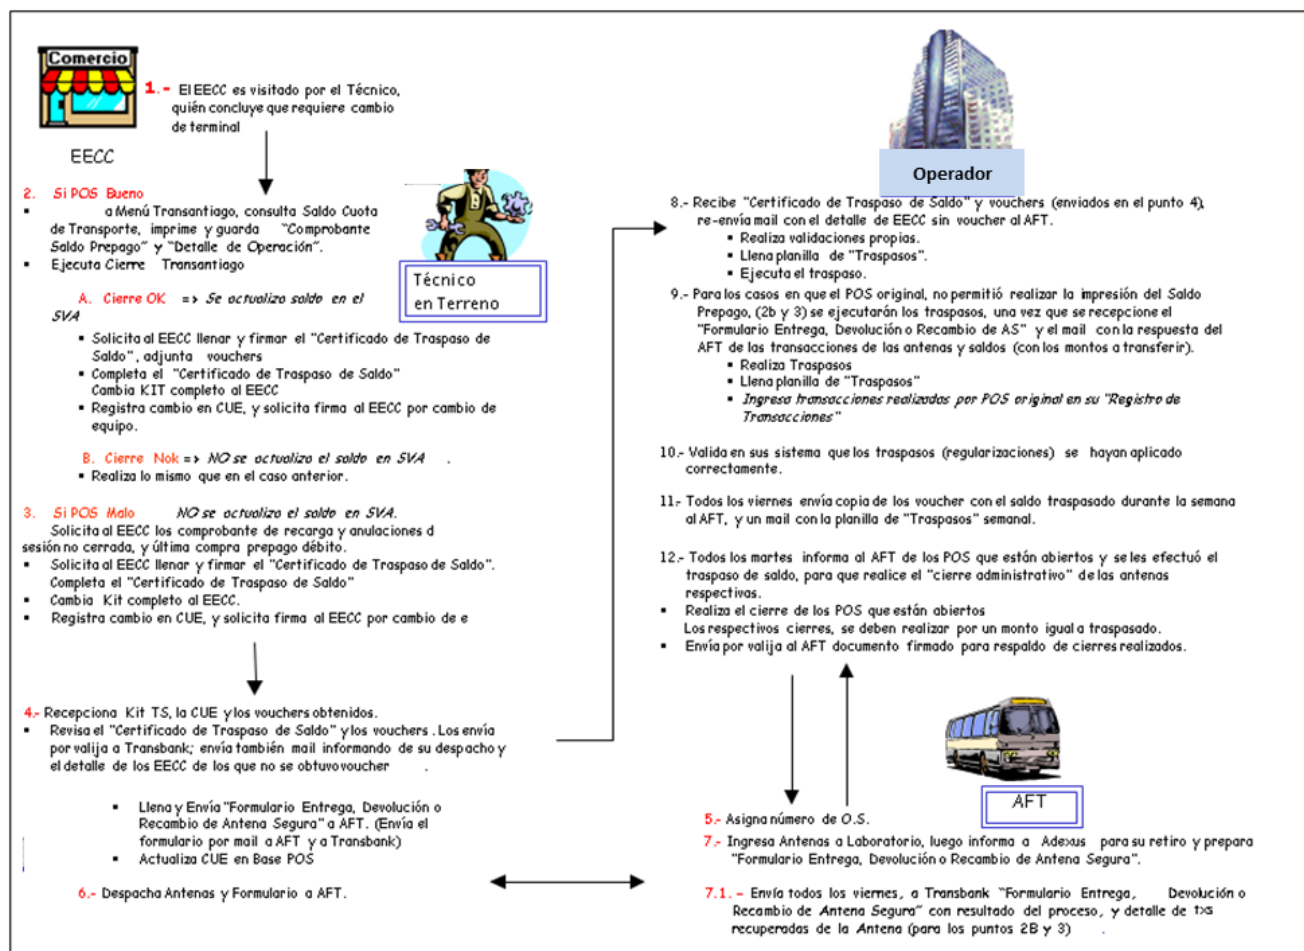 Comercio
1.- El EECC es visitado por el Técnico,
quién concluye que requiere cambio
de terminal
EECC
2. Si POS Bueno
▪ a Menú Transantiago, consulta Saldo Cuota
de Transporte, imprime y guarda "Comprobante
Saldo Prepago" y "Detalle de Operación".
▪ Ejecuta Cierre Transantiago
Técnico
en Terreno
A. Cierre OK => Se actualizo saldo en el
SVA
▪ Solicita al EECC llenar y firmar el "Certificado de Traspaso de
Saldo", adjunta vouchers
▪ Completa el "Certificado de Traspaso de Saldo"
Cambia KIT completo al EECC
▪ Registra cambio en CUE, y solicita firma al EECC por cambio de
equipo.
B. Cierre Nok => NO se actualizo el saldo en SVA .
▪ Realiza lo mismo que en el caso anterior.
3. Si POS Malo NO se actualizo el saldo en SVA.
Solicita al EECC los comprobante de recarga y anulaciones d
sesión no cerrada, y última compra prepago débito.
▪ Solicita al EECC llenar y firmar el "Certificado de Traspaso de Saldo".
Completa el "Certificado de Traspaso de Saldo"
▪ Cambia Kit completo al EECC.
▪ Registra cambio en CUE, y solicita firma al EECC por cambio de e
4.- Recepciona Kit TS, la CUE y los vouchers obtenidos.
▪ Revisa el "Certificado de Traspaso de Saldo" y los vouchers . Los envía
por valija a Transbank; envía también mail informando de su despacho y
el detalle de los EECC de los que no se obtuvo voucher .
▪ Llena y Envía "Formulario Entrega, Devolución o
Recambio de Antena Segura" a AFT. (Envía el
formulario por mail a AFT y a Transbank)
▪ Actualiza CUE en Base POS
6.- Despacha Antenas y Formulario a AFT.
Operador
8.- Recibe "Certificado de Traspaso de Saldo" y vouchers (enviados en el punto 4),
re-envía mail con el detalle de EECC sin voucher al AFT.
▪ Realiza validaciones propias.
▪ Llena planilla de "Traspasos".
▪ Ejecuta el traspaso.
9.- Para los casos en que el POS original, no permitió realizar la impresión del Saldo
Prepago, (2b y 3) se ejecutarán los traspasos, una vez que se recepcione el
"Formulario Entrega, Devolución o Recambio de AS" y el mail con la respuesta del
AFT de las transacciones de las antenas y saldos (con los montos a transferir).
▪ Realiza Traspasos
▪ Llena planilla de "Traspasos"
▪ Ingresa transacciones realizadas por POS original en su "Registro de
Transacciones"
10.- Valida en sus sistema que los traspasos (regularizaciones) se hayan aplicado
correctamente.
11.- Todos los viernes envía copia de los voucher con el saldo traspasado durante la semana
al AFT, y un mail con la planilla de "Traspasos" semanal.
12.- Todos los martes informa al AFT de los POS que están abiertos y se les efectuó el
traspaso de saldo, para que realice el "cierre administrativo" de las antenas
respectivas.
▪ Realiza el cierre de los POS que están abiertos
Los respectivos cierres, se deben realizar por un monto igual a traspasado.
▪ Envía por valija al AFT documento firmado para respaldo de cierres realizados.
AFT
5.- Asigna número de O.S.
7.- Ingresa Antenas a Laboratorio, luego informa a Adexus para su retiro y prepara
"Formulario Entrega, Devolución o Recambio de Antena Segura".
7.1. - Envía todos los viernes, a Transbank "Formulario Entrega, Devolución o
Recambio de Antena Segura" con resultado del proceso, y detalle de txs
recuperadas de la Antena (para los puntos 2B y 3) .